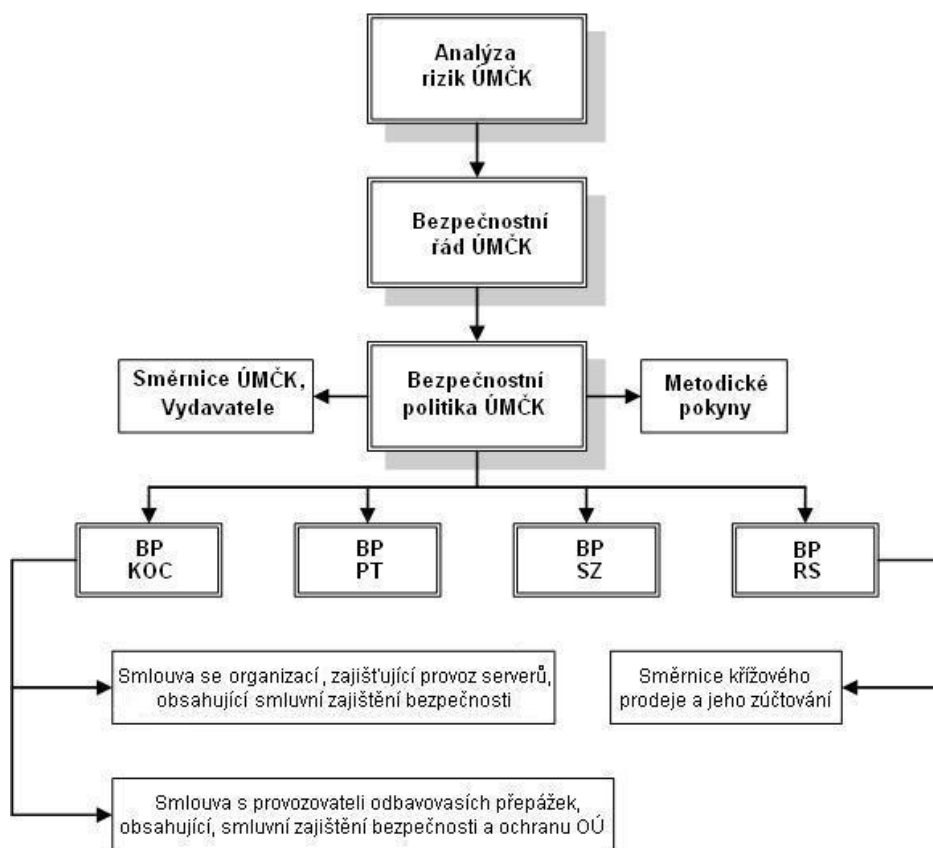 Analýza
rizik ÚMČK
Bezpečnostní
řád ÚMČK
Směrnice ÚMČK,
Vydavatele
Bezpečnostní
politika ÚMČK
Metodické
pokyny
BP
KOC
BP
PT
BP
SZ
BP
RS
Smlouva se organizací, zajišťující provoz serverů,
obsahující smluvní zajištění bezpečnosti
Směrnice křížového
prodeje a jeho zúčtování
Smlouva s provozovateli odbavovasích přepážek,
obsahující, smluvní zajištění bezpečnosti a ochranu OÚ